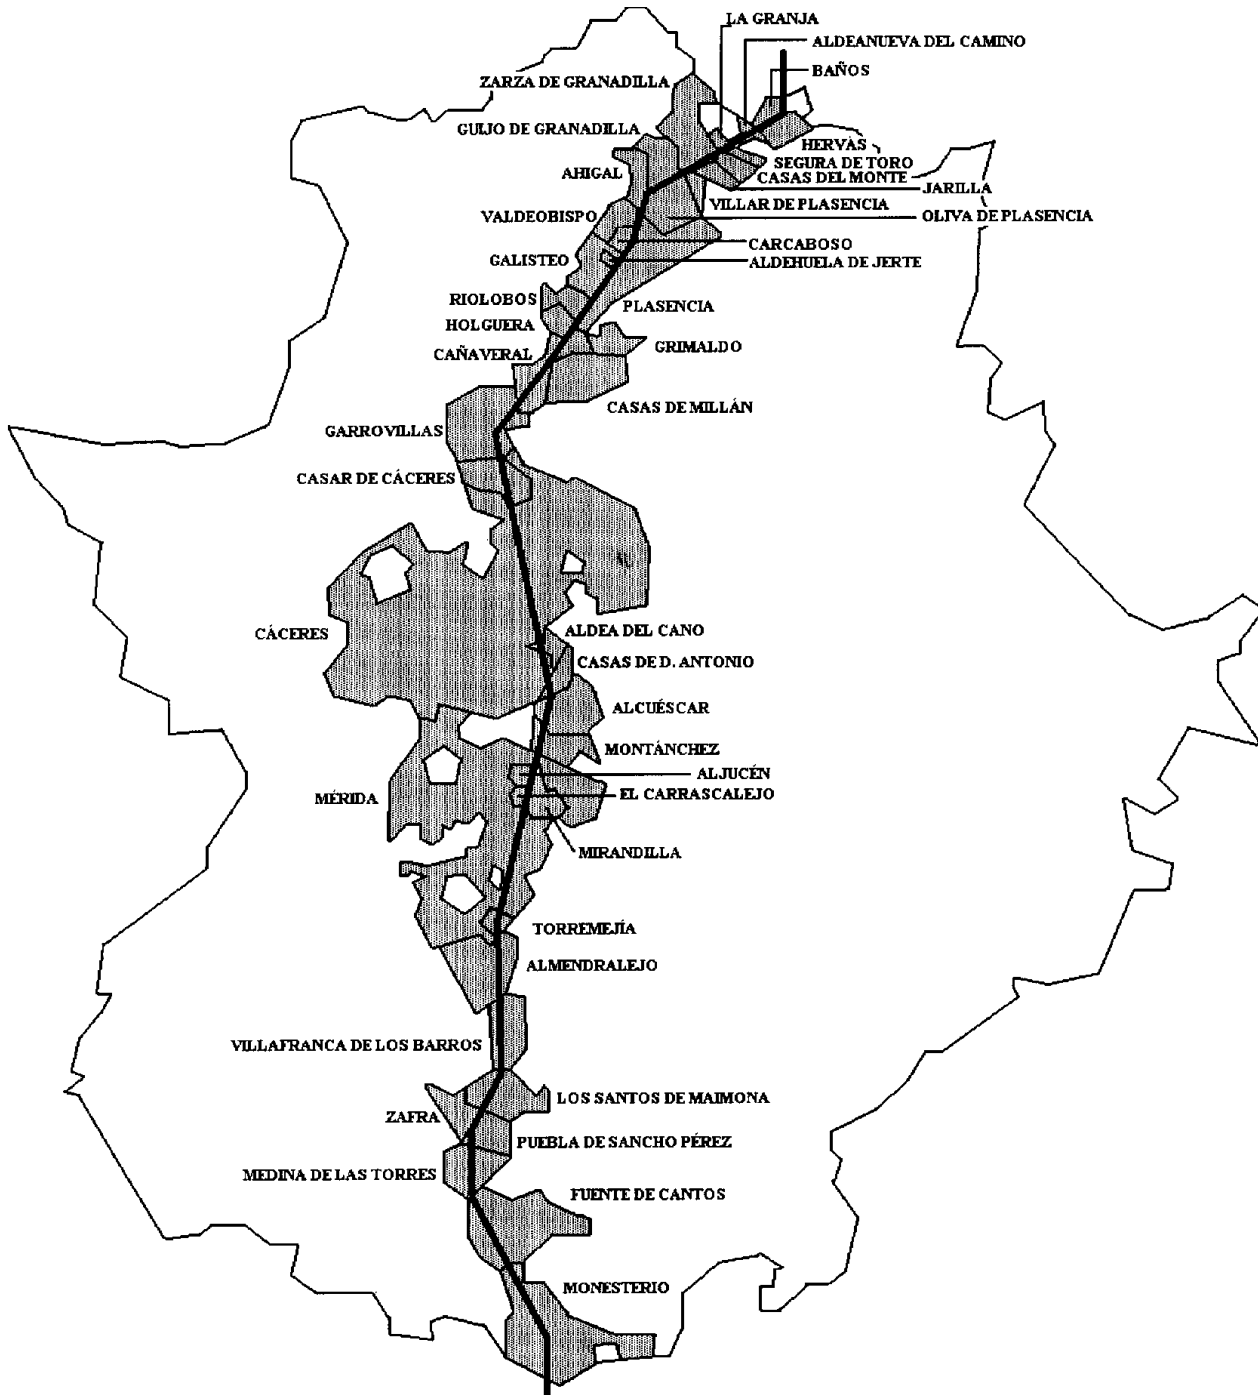 LA GRANJA
ALDEANUEVA DEL CAMINO
BAÑOS
ZARZA DE GRANADILLA
GUIJO DE GRANADILLA
HERVÁS
SEGURA DE TORO
AHIGAL
CASAS DEL MONTE
JARILLA
VILLAR DE PLASENCIA
VALDEOBISPO
OLIVA DE PLASENCIA
CARCABOSO
GALISTEO
ALDEHUELA DE JERTE
RIOLOBOS
PLASENCIA
HOLGUERA
GRIMALDO
CAÑAVERAL
CASAS DE MILLÁN
GARROVILLAS
CASAR DE CÁCERES
CÁCERES
ALDEA DEL CANO
CASAS DE D. ANTONIO
ALCUÉSCAR
MONTÁNCHEZ
ALJUCÉN
EL CARRASCALEJO
MÉRIDA
MIRANDILLA
TORREMEJÍA
ALMENDRALEJO
VILLAFRANCA DE LOS BARROS
LOS SANTOS DE MAIMONA
ZAFRA
PUEBLA DE SANCHO PÉREZ
MEDINA DE LAS TORRES
FUENTE DE CANTOS
MONESTERIO